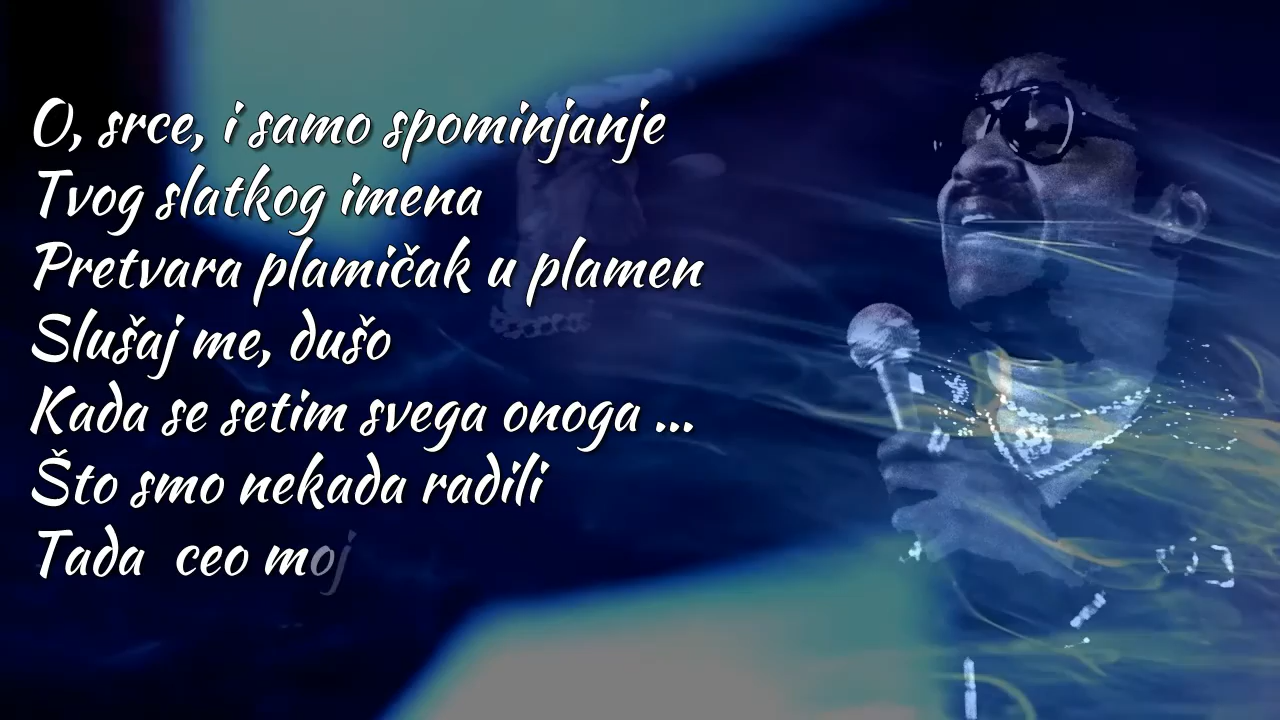 O, srce, i samo spominjanje
Tvog slatkog imena
Pretvara plamičak u plamen
Slušaj me, dušo
Kada se setim svega onoga ...
Što smo nekada radili
Tada ceo moj